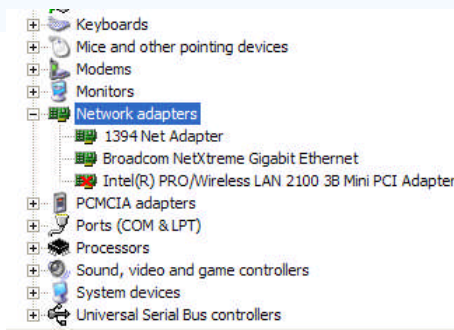 Keyboards
Mice and other pointing devices
Modems
Monitors
Network adapters
1394 Net Adapter
Broadcom NetXtreme Gigabit Ethernet
Intel(R) PRO/Wireless LAN 2100 3B Mini PCI Adapter
PCMCIA adapters
Ports (COM & LPT)
Processors
Sound, video and game controllers
System devices
Universal Serial Bus controllers